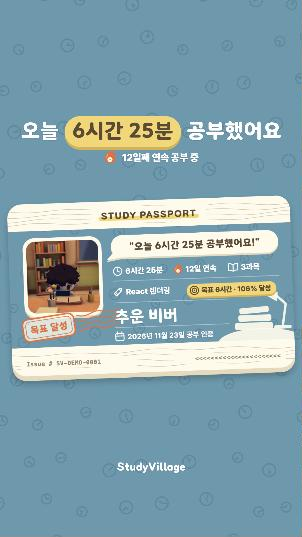 오늘 6시간 25분 공부했어요
12일째 연속 공부 중
STUDY PASSPORT
"오늘 6시간 25분 공부했어요!"
6시간 25분 12일 연속 3과목
React 렌더링 목표 6시간 · 106% 달성
목표 달성
추운 비버
2026년 11월 23일 공부 인증
Issue # SV-DEMO-0001
<<<<<<<<<<<<<<<<<<<<<<
StudyVillage